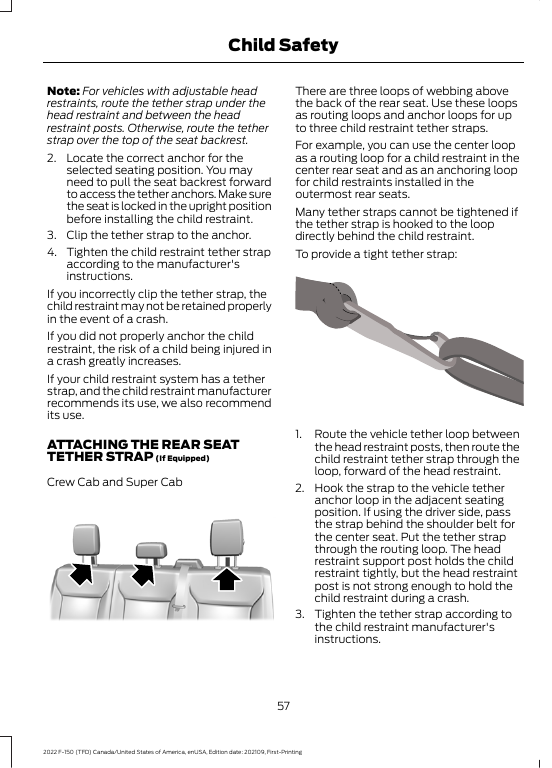 Child Safety
Note: For vehicles with adjustable head
restraints, route the tether strap under the
head restraint and between the head
restraint posts. Otherwise, route the tether
strap over the top of the seat backrest.
2. Locate the correct anchor for the
selected seating position. You may
need to pull the seat backrest forward
to access the tether anchors. Make sure
the seat is locked in the upright position
before installing the child restraint.
3. Clip the tether strap to the anchor.
4. Tighten the child restraint tether strap
according to the manufacturer's
instructions.
If you incorrectly clip the tether strap, the
child restraint may not be retained properly
in the event of a crash.
If you did not properly anchor the child
restraint, the risk of a child being injured in
a crash greatly increases.
If your child restraint system has a tether
strap, and the child restraint manufacturer
recommends its use, we also recommend
its use.
ATTACHING THE REAR SEAT
TETHER STRAP (If Equipped)
Crew Cab and Super Cab
There are three loops of webbing above
the back of the rear seat. Use these loops
as routing loops and anchor loops for up
to three child restraint tether straps.
For example, you can use the center loop
as a routing loop for a child restraint in the
center rear seat and as an anchoring loop
for child restraints installed in the
outermost rear seats.
Many tether straps cannot be tightened if
the tether strap is hooked to the loop
directly behind the child restraint.
To provide a tight tether strap:
1. Route the vehicle tether loop between
the head restraint posts, then route the
child restraint tether strap through the
loop, forward of the head restraint.
2. Hook the strap to the vehicle tether
anchor loop in the adjacent seating
position. If using the driver side, pass
the strap behind the shoulder belt for
the center seat. Put the tether strap
through the routing loop. The head
restraint support post holds the child
restraint tightly, but the head restraint
post is not strong enough to hold the
child restraint during a crash.
3. Tighten the tether strap according to
the child restraint manufacturer's
instructions.
57
2022 F-150 (TFD) Canada/United States of America, enUSA, Edition date: 202109, First-Printing